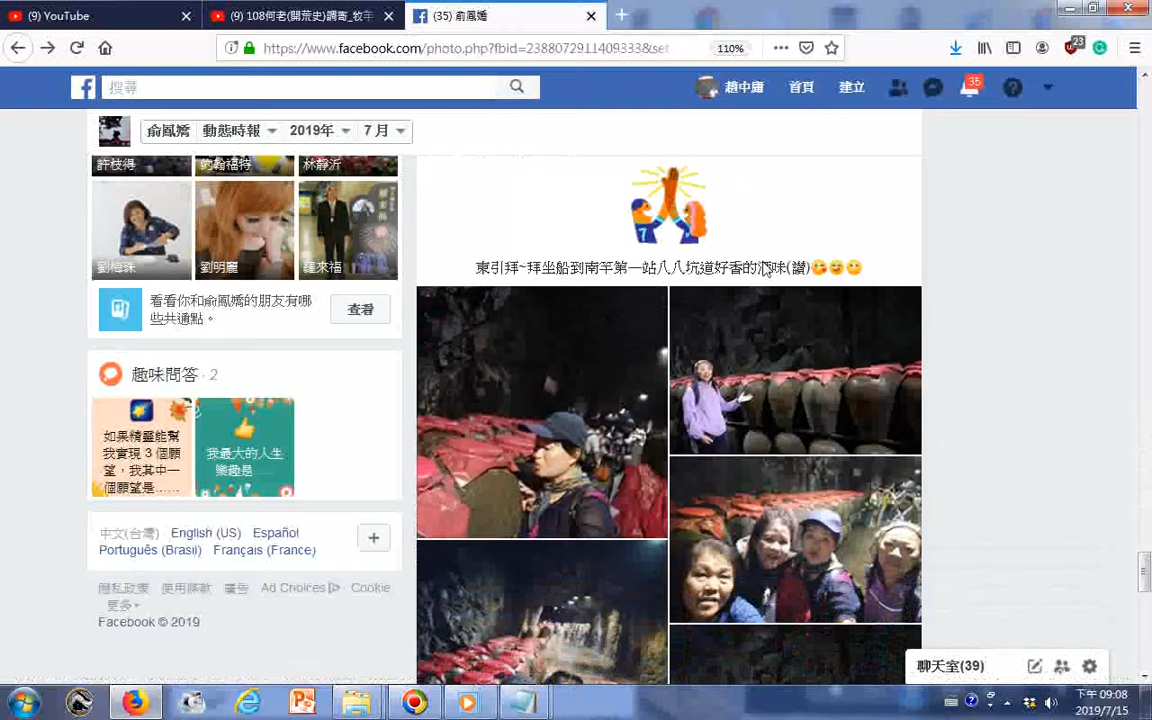 (9) YouTube
(9) 108何老(開荒史)調寄_牧羊
(35) 俞鳳嬌
https://www.facebook.com/photo.php?fbid=2388072911409333&set
110%
23
搜尋
趙中庸
首頁
建立
35
俞鳳嬌
動態時報
2019年
7 月
許枝得
鮑翰福特
林靜沂
劉梅珠
劉明麗
羅來福
看看你和俞鳳嬌的朋友有哪
些共通點。
查看
東引拜~拜坐船到南竿第一站八八坑道好香的酒味(讚)
趣味問答 · 2
如果精靈能幫
我實現 3 個願
望，我其中一
個願望是……
我最大的人生
樂趣是......
中文(台灣)
English (US)
Español
Português (Brasil)
Français (France)
隱私政策
使用條款
廣告
Ad Choices
Cookie
更多
Facebook © 2019
聊天室(39)
下午 09:08
2019/7/15